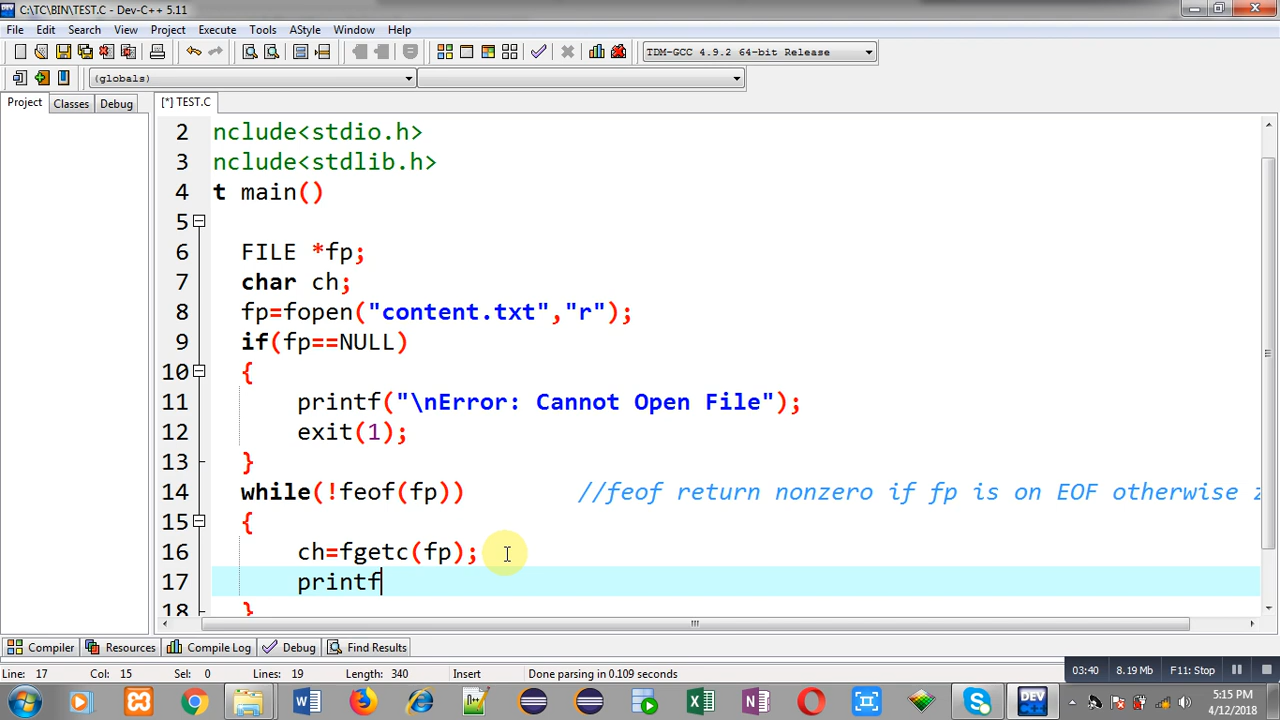 C:\TC\BIN\TEST.C - Dev-C++ 5.11
File Edit Search View Project Execute Tools AStyle Window Help
TDM-GCC 4.9.2 64-bit Release
(globals)
Project Classes Debug [*] TEST.C
2 nclude<stdio.h>
3 nclude<stdlib.h>
4 t main()
5
6 FILE *fp;
7 char ch;
8 fp=fopen("content.txt","r");
9 if(fp==NULL)
10 {
11 printf("\nError: Cannot Open File");
12 exit(1);
13 }
14 while(!feof(fp)) //feof return nonzero if fp is on EOF otherwise z
15 {
16 ch=fgetc(fp);
17 printf
18 }
Compiler Resources Compile Log Debug Find Results
Line: 17 Col: 15 Sel: 0 Lines: 19 Length: 340 Insert Done parsing in 0.109 seconds
03:40 8.19 Mb F11: Stop
DEV
5:15 PM
4/12/2018